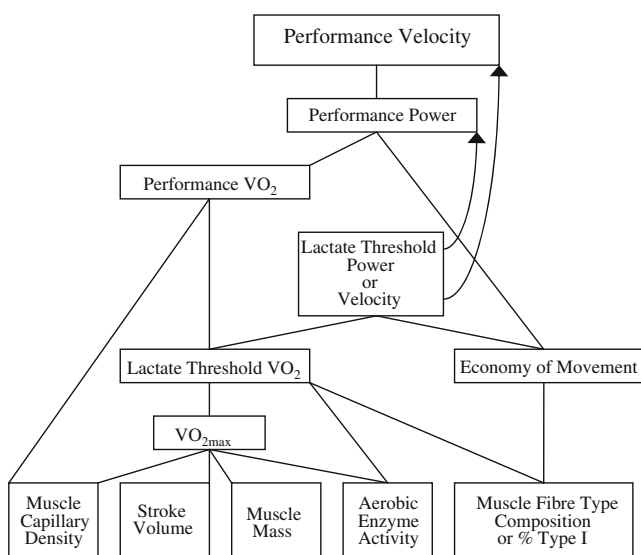 Performance Velocity
Performance Power
Performance VO₂
Lactate Threshold
Power
or
Velocity
Lactate Threshold VO₂
Economy of Movement
VO₂max
Muscle
Capillary
Density
Stroke
Volume
Muscle
Mass
Aerobic
Enzyme
Activity
Muscle Fibre Type
Composition
or % Type I